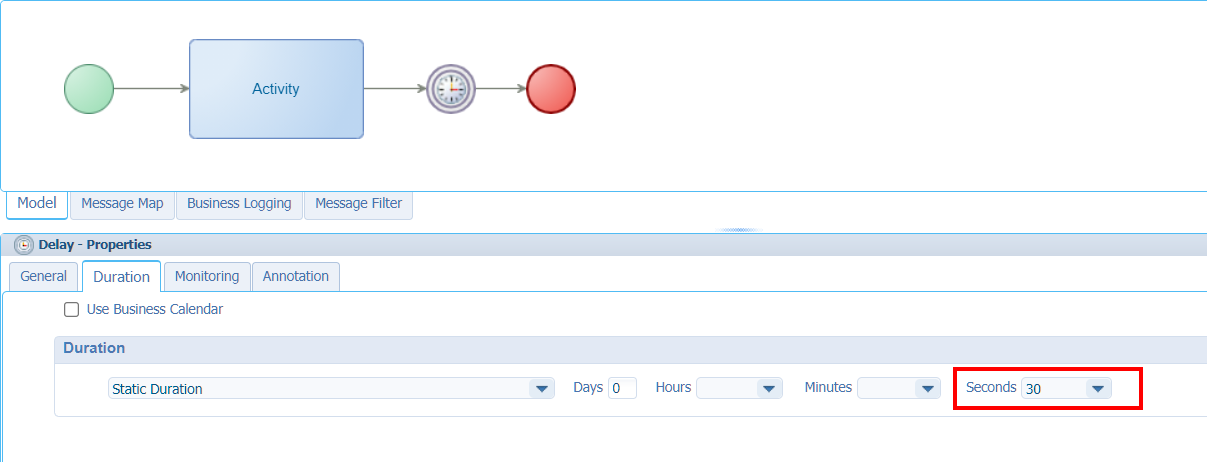 Activity
Model Message Map Business Logging Message Filter
Delay - Properties
General Duration Monitoring Annotation
Use Business Calendar
Duration
Static Duration Days 0 Hours Minutes Seconds 30